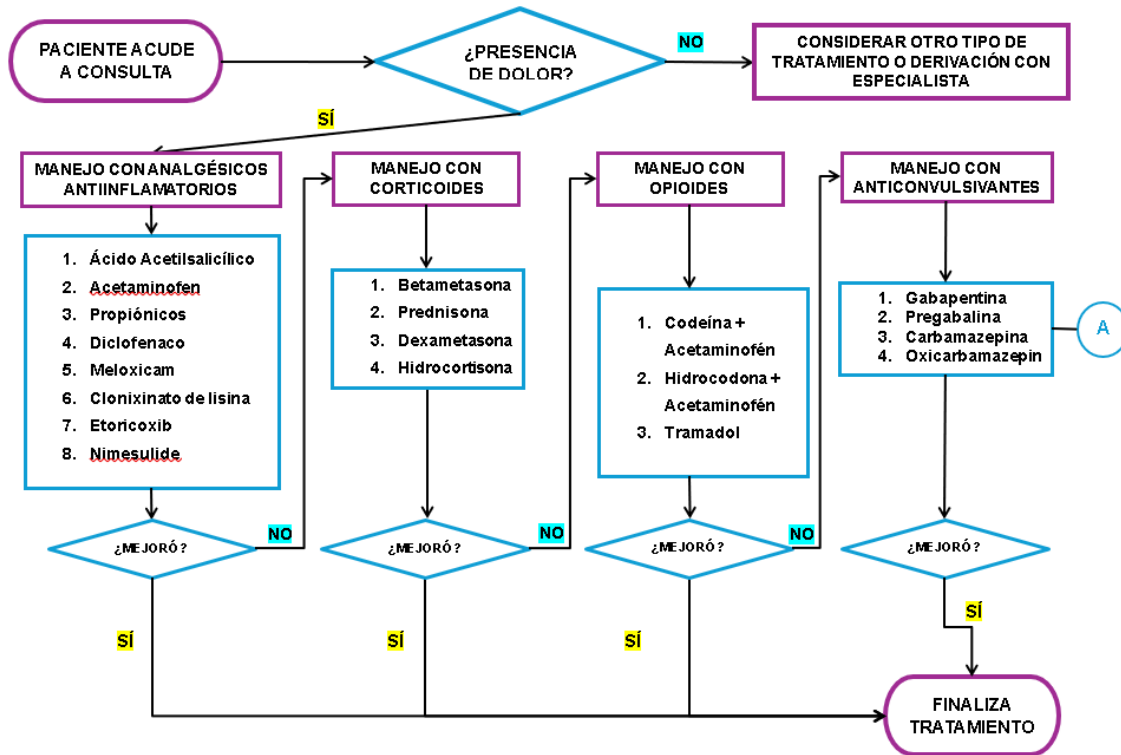 PACIENTE ACUDE
A CONSULTA
¿PRESENCIA
DE DOLOR?
NO
CONSIDERAR OTRO TIPO DE
TRATAMIENTO O DERIVACIÓN CON
ESPECIALISTA
SÍ
MANEJO CON ANALGÉSICOS
ANTIINFLAMATORIOS
1. Ácido Acetilsalicílico
2. Acetaminofen
3. Propiónicos
4. Diclofenaco
5. Meloxicam
6. Clonixinato de lisina
7. Etoricoxib
8. Nimesulide
¿MEJORÓ?
NO
SÍ
MANEJO CON
CORTICOIDES
1. Betametasona
2. Prednisona
3. Dexametasona
4. Hidrocortisona
¿MEJORÓ?
NO
SÍ
MANEJO CON
OPIOIDES
1. Codeína +
Acetaminofén
2. Hidrocodona +
Acetaminofén
3. Tramadol
¿MEJORÓ?
NO
SÍ
MANEJO CON
ANTICONVULSIVANTES
1. Gabapentina
2. Pregabalina
3. Carbamazepina
4. Oxicarbamazepin
A
¿MEJORÓ?
SÍ
FINALIZA
TRATAMIENTO